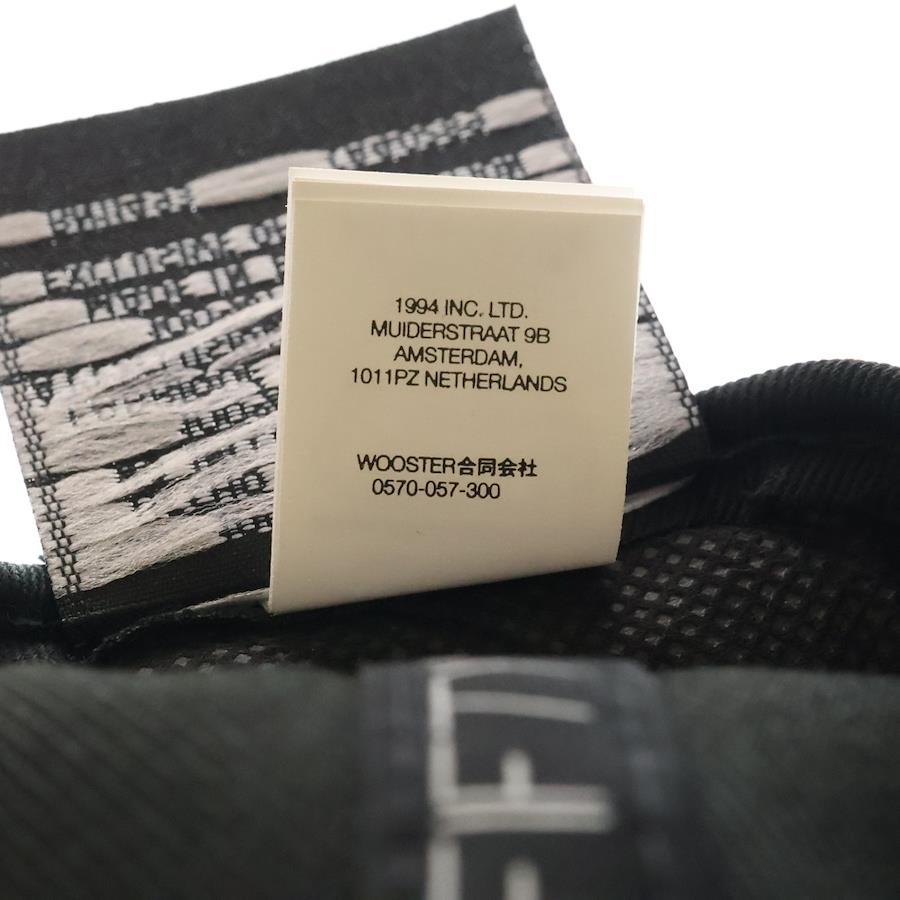 1994 INC. LTD.
MUIDERSTRAAT 9B
AMSTERDAM,
1011PZ NETHERLANDS
WOOSTER合同会社
0570-057-300